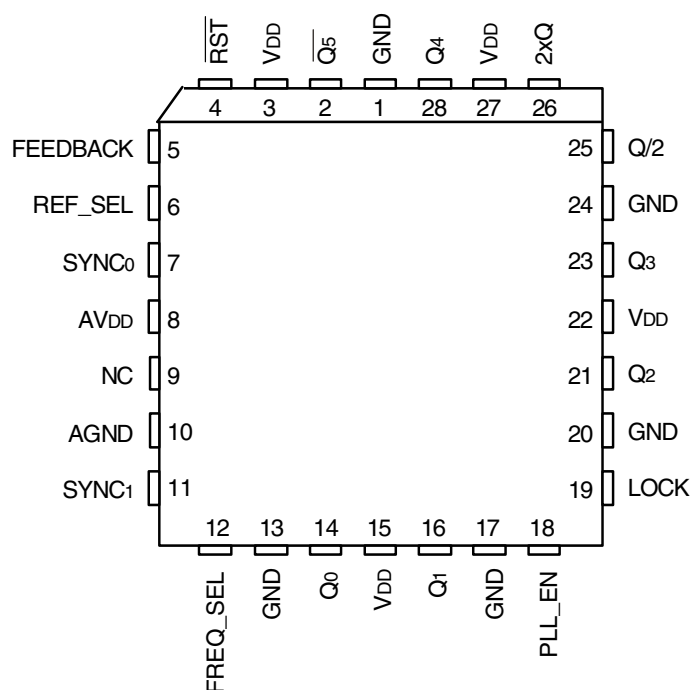 R̅S̅T̅ VDD Q̅5̅ GND Q4 VDD 2xQ
4 3 2 1 28 27 26
FEEDBACK 5 25 Q/2
REF_SEL 6 24 GND
SYNC0 7 23 Q3
AVDD 8 22 VDD
NC 9 21 Q2
AGND 10 20 GND
SYNC1 11 19 LOCK
12 13 14 15 16 17 18
FREQ_SEL GND Q0 VDD Q1 GND PLL_EN